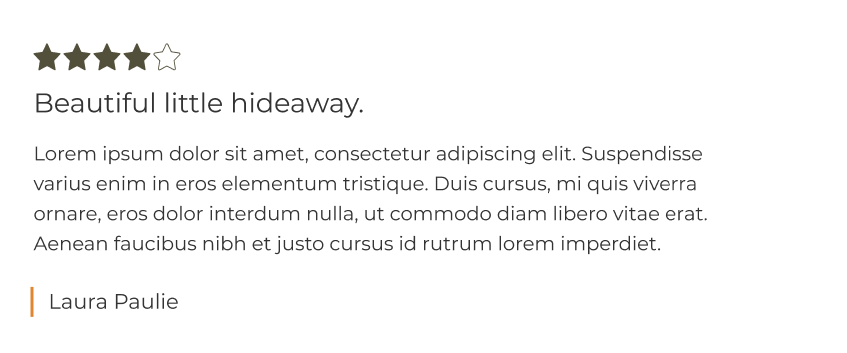 Beautiful little hideaway.
Lorem ipsum dolor sit amet, consectetur adipiscing elit. Suspendisse
varius enim in eros elementum tristique. Duis cursus, mi quis viverra
ornare, eros dolor interdum nulla, ut commodo diam libero vitae erat.
Aenean faucibus nibh et justo cursus id rutrum lorem imperdiet.
Laura Paulie